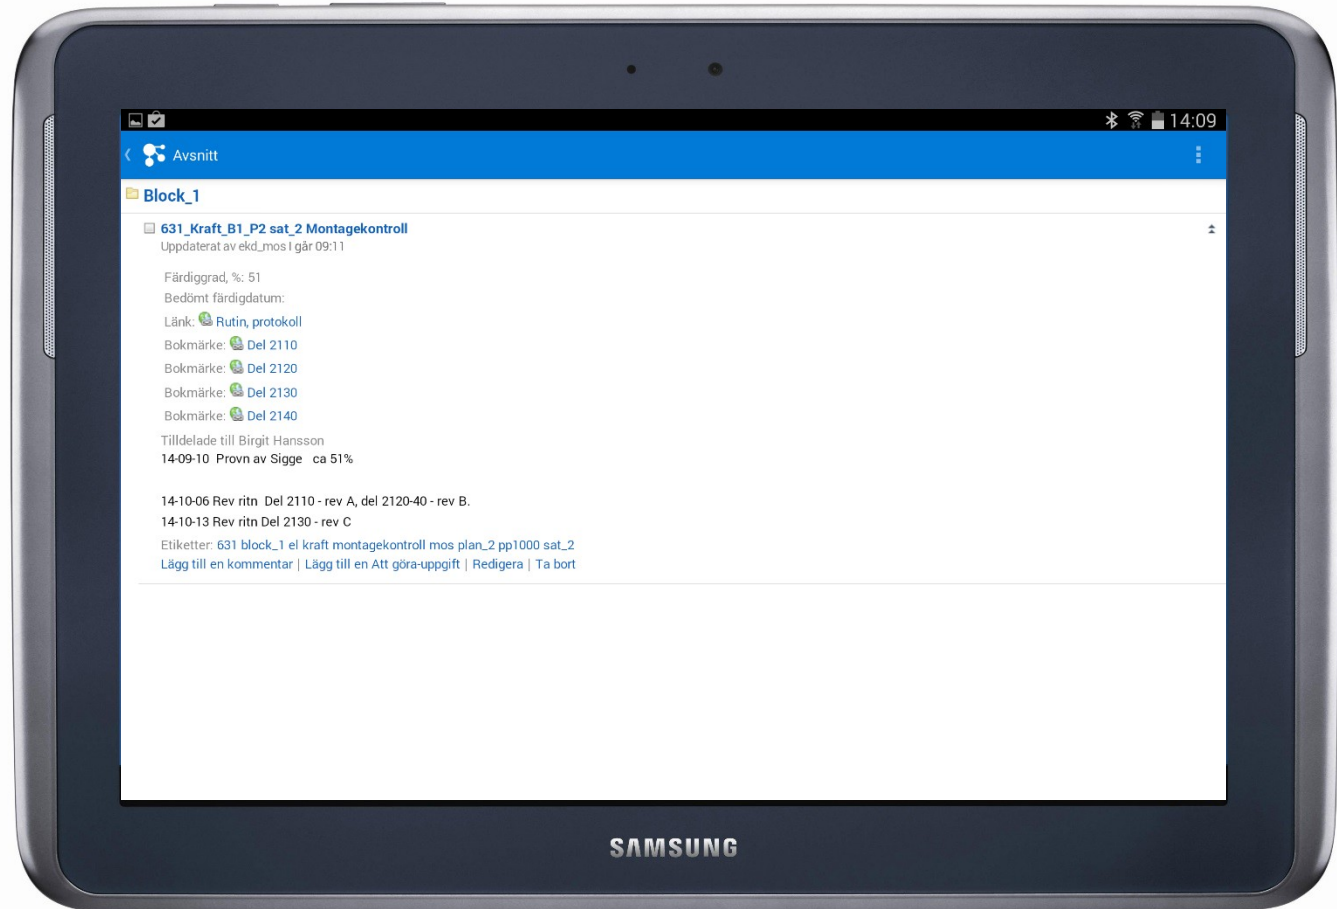 14:09
Avsnitt
Block_1
631_Kraft_B1_P2 sat_2 Montagekontroll
Uppdaterat av ekd_mos I går 09:11
Färdiggrad, %: 51
Bedömt färdigdatum:
Länk: Rutin, protokoll
Bokmärke: Del 2110
Bokmärke: Del 2120
Bokmärke: Del 2130
Bokmärke: Del 2140
Tilldelade till Birgit Hansson
14-09-10 Provn av Sigge ca 51%
14-10-06 Rev ritn Del 2110 - rev A, del 2120-40 - rev B.
14-10-13 Rev ritn Del 2130 - rev C
Etiketter: 631 block_1 el kraft montagekontroll mos plan_2 pp1000 sat_2
Lägg till en kommentar | Lägg till en Att göra-uppgift | Redigera | Ta bort
SAMSUNG